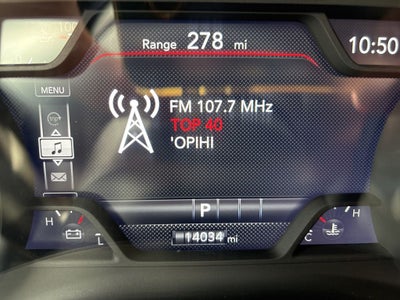 Range 278 mi
10:50
MENU
FM 107.7 MHz
TOP 40
'OPIHI
P
H
L
14034 mi
H
C